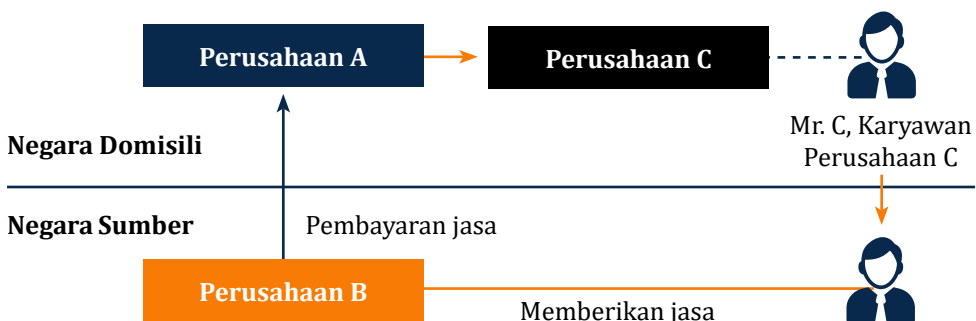 Perusahaan A
Perusahaan C
Mr. C, Karyawan
Perusahaan C
Negara Domisili
Negara Sumber
Pembayaran jasa
Perusahaan B
Memberikan jasa